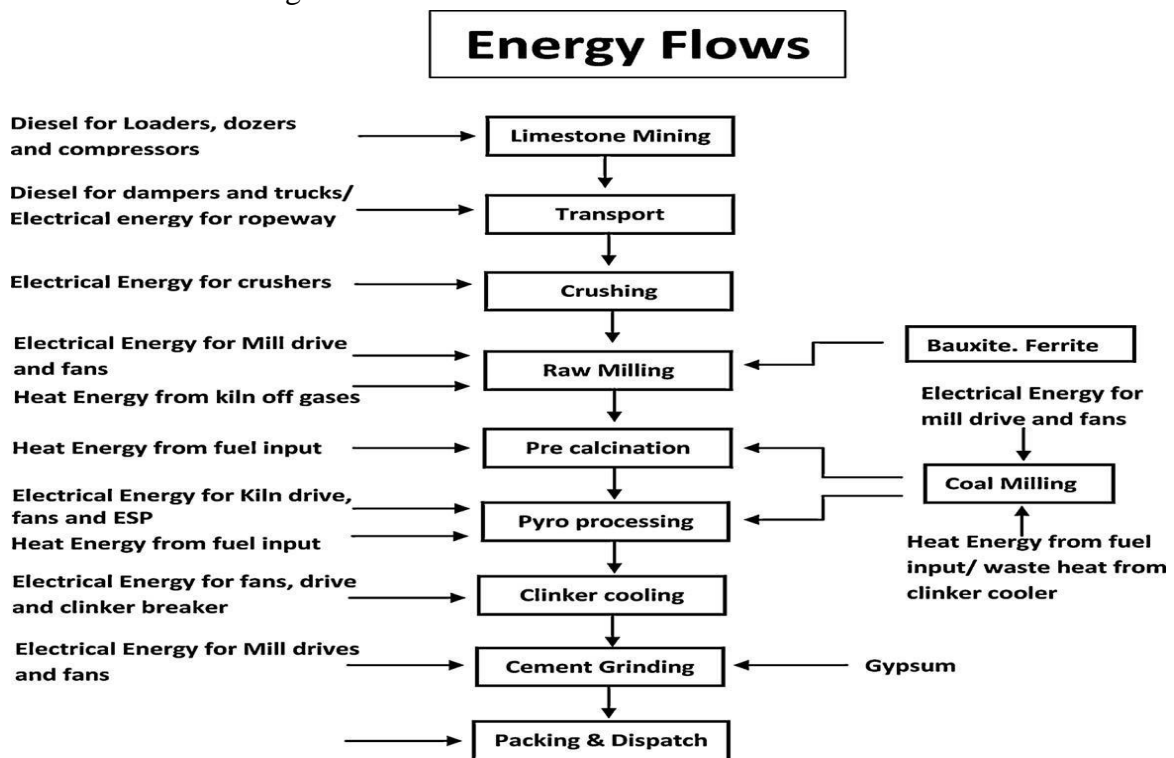 Energy Flows
Diesel for Loaders, dozers
and compressors
Limestone Mining
Diesel for dampers and trucks/
Electrical energy for ropeway
Transport
Electrical Energy for crushers
Crushing
Electrical Energy for Mill drive
and fans
Heat Energy from kiln off gases
Raw Milling
Bauxite. Ferrite
Electrical Energy for
mill drive and fans
Heat Energy from fuel input
Pre calcination
Coal Milling
Electrical Energy for Kiln drive,
fans and ESP
Heat Energy from fuel input
Pyro processing
Heat Energy from fuel
input/ waste heat from
clinker cooler
Electrical Energy for fans, drive
and clinker breaker
Clinker cooling
Electrical Energy for Mill drives
and fans
Cement Grinding
Gypsum
Packing & Dispatch